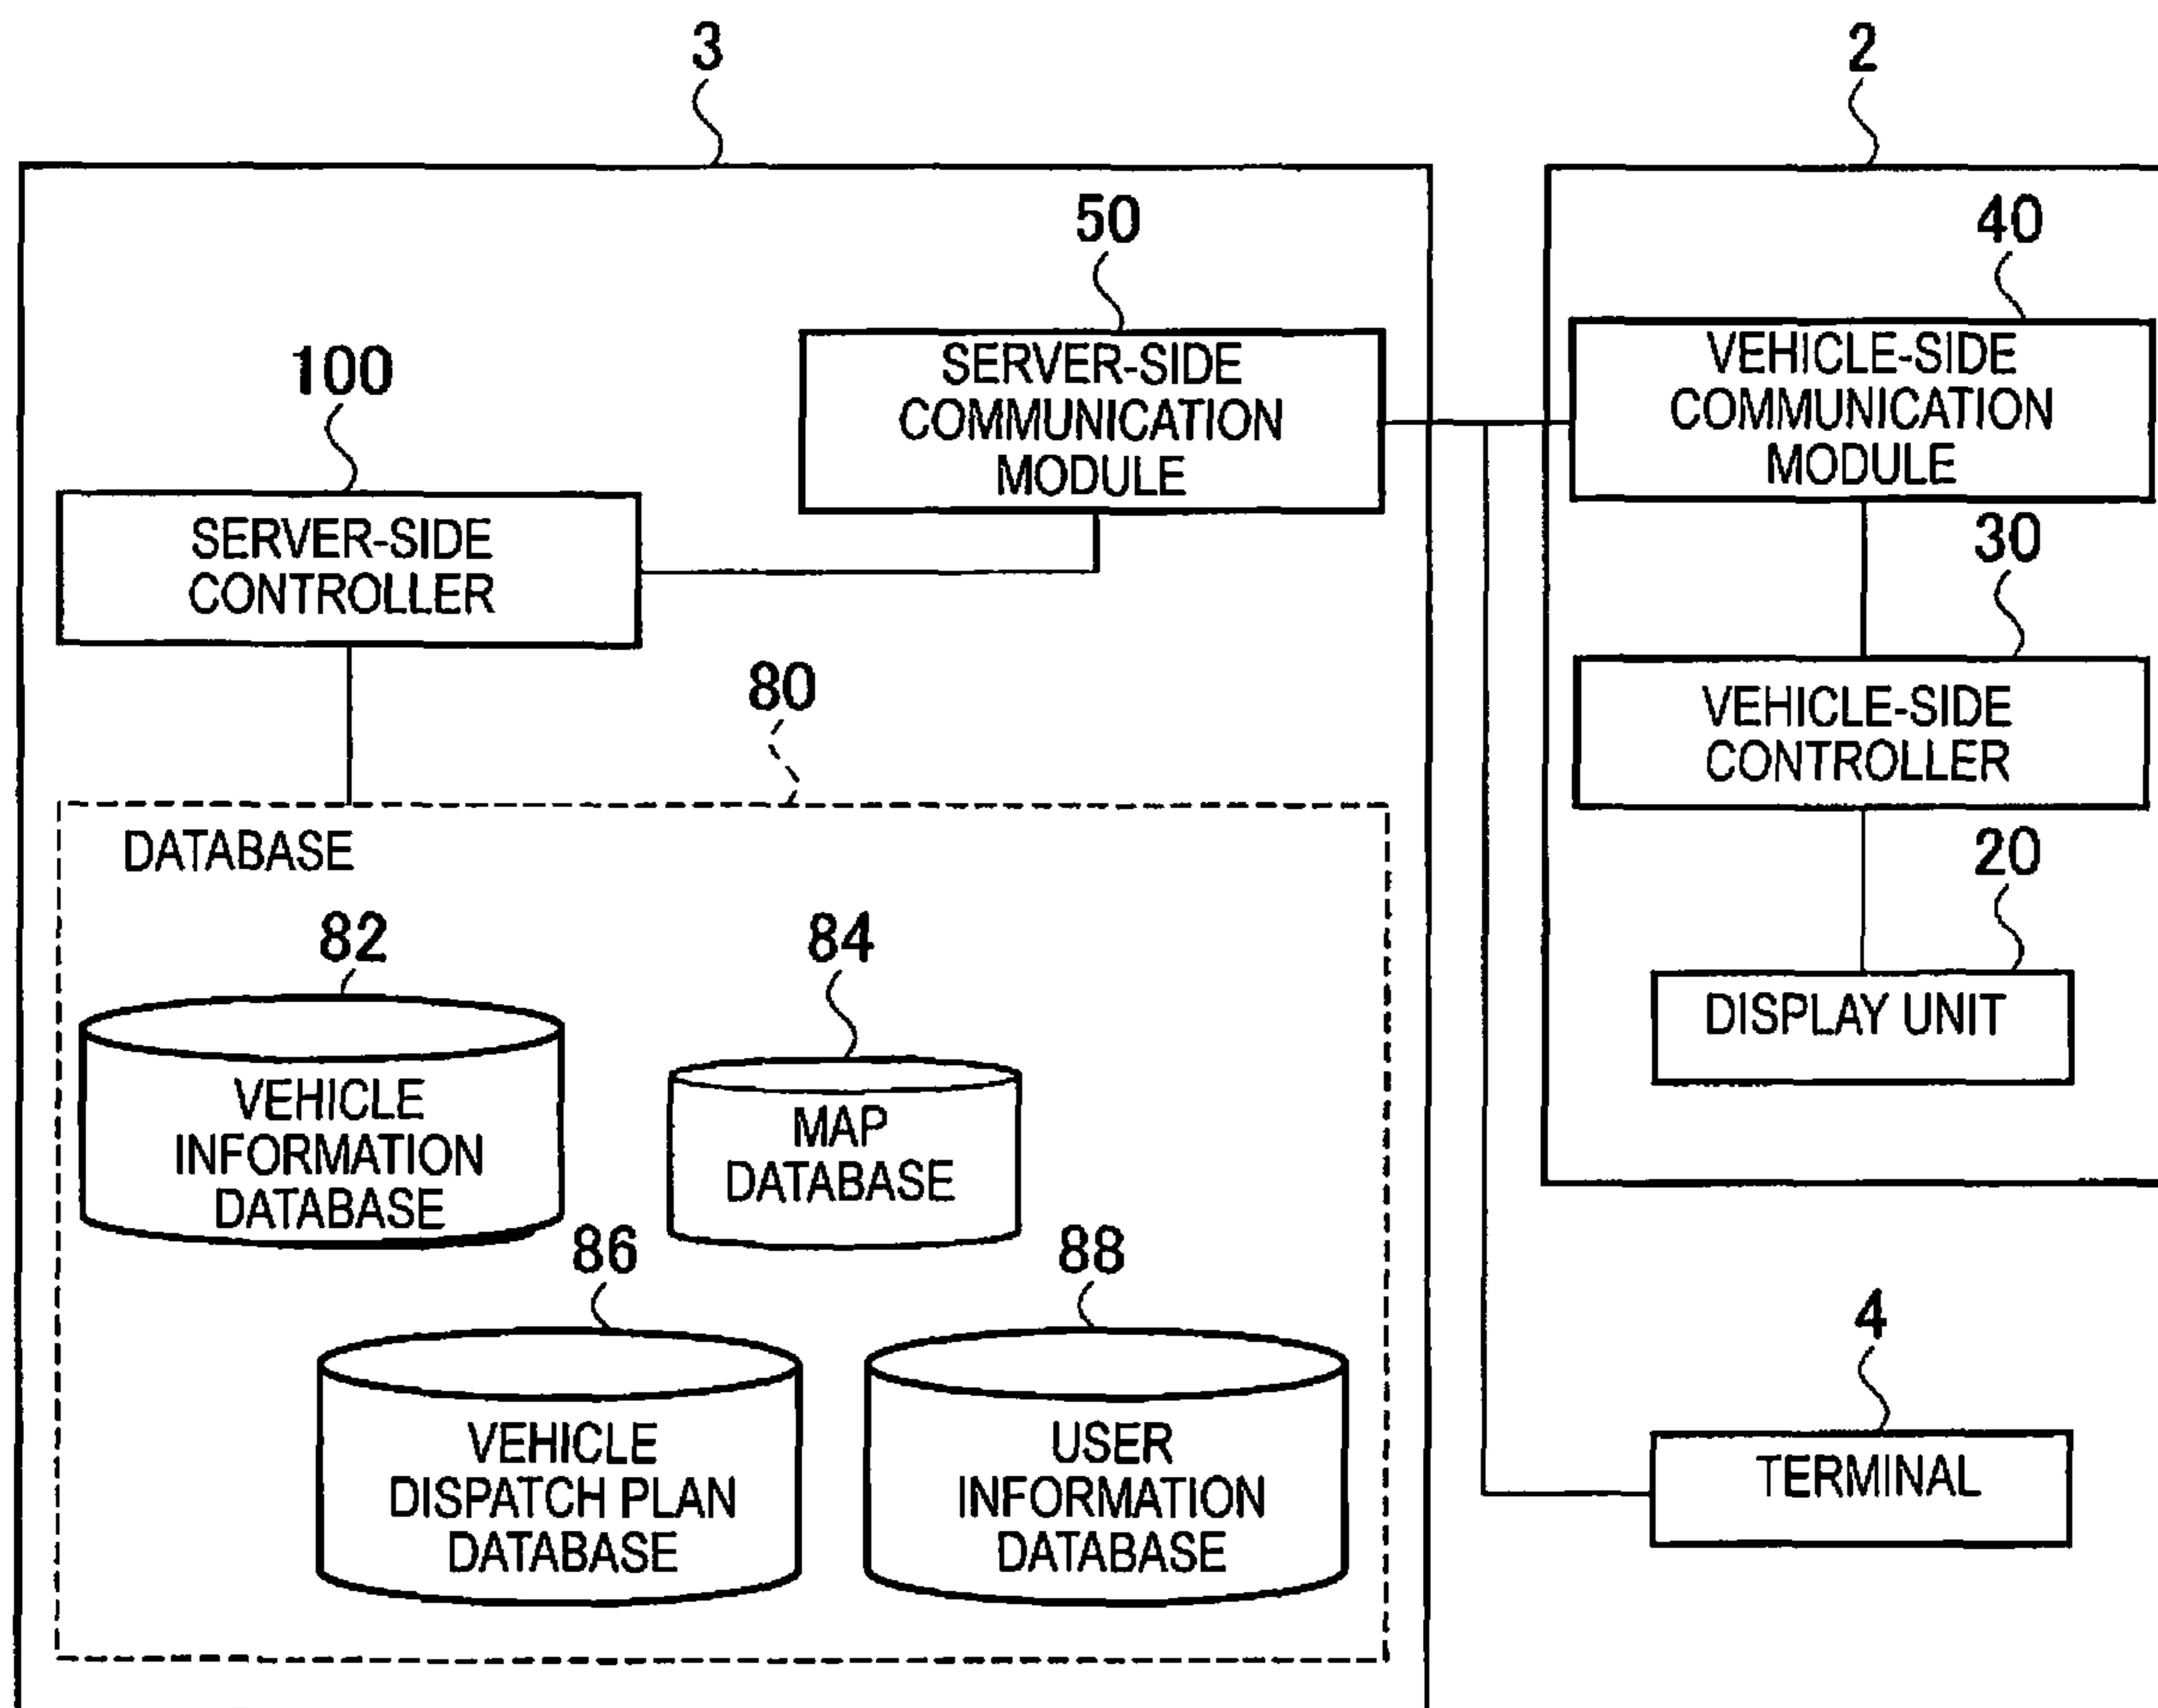 3
2
50
40
100
SERVER-SIDE
COMMUNICATION
MODULE
VEHICLE-SIDE
COMMUNICATION
MODULE
SERVER-SIDE
CONTROLLER
30
VEHICLE-SIDE
CONTROLLER
80
DATABASE
20
DISPLAY UNIT
82
84
VEHICLE
INFORMATION
DATABASE
MAP
DATABASE
86
88
VEHICLE
DISPATCH PLAN
DATABASE
USER
INFORMATION
DATABASE
4
TERMINAL